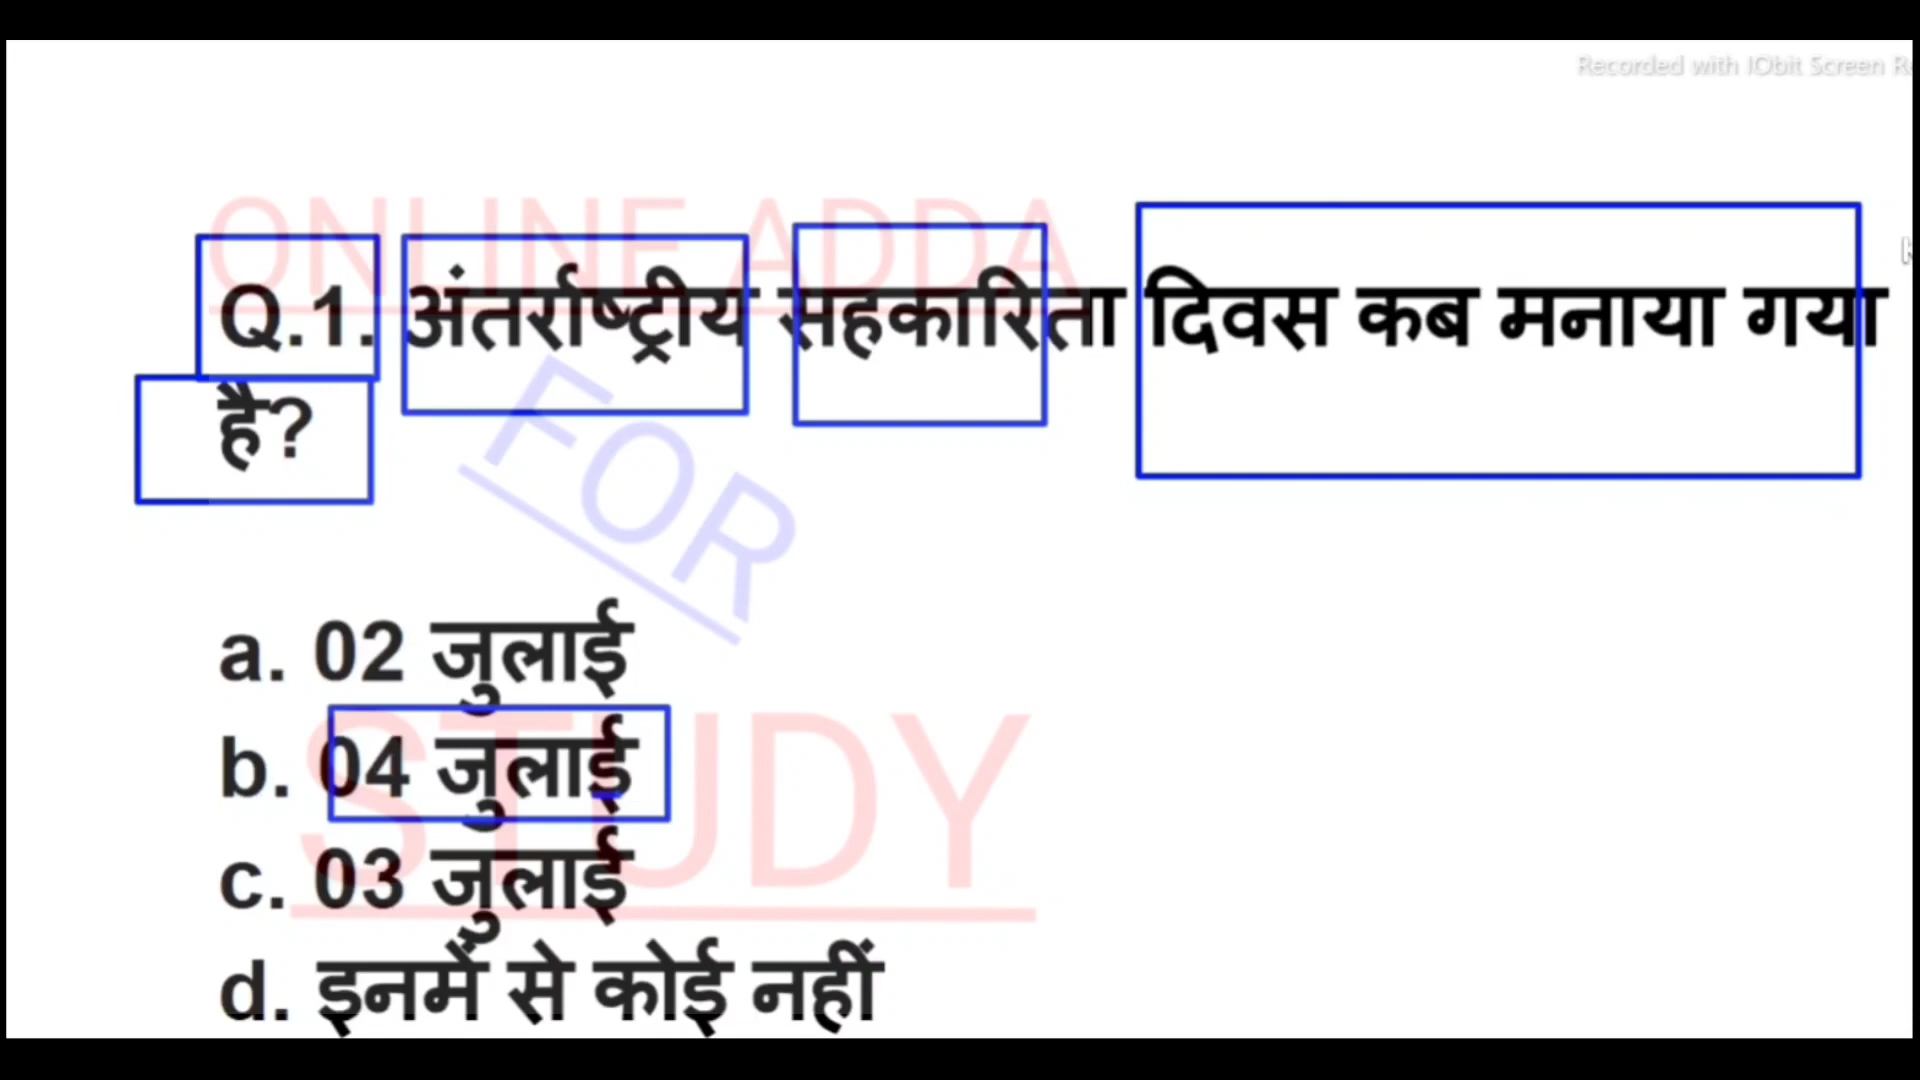 Recorded with IObit Screen
ONLINE ADDA
Q.1. अंतर्राष्ट्रीय सहकारिता दिवस कब मनाया गया
है?
FOR
a. 02 जुलाई
b. 04 जुलाई
STUDY
c. 03 जुलाई
d. इनमें से कोई नहीं